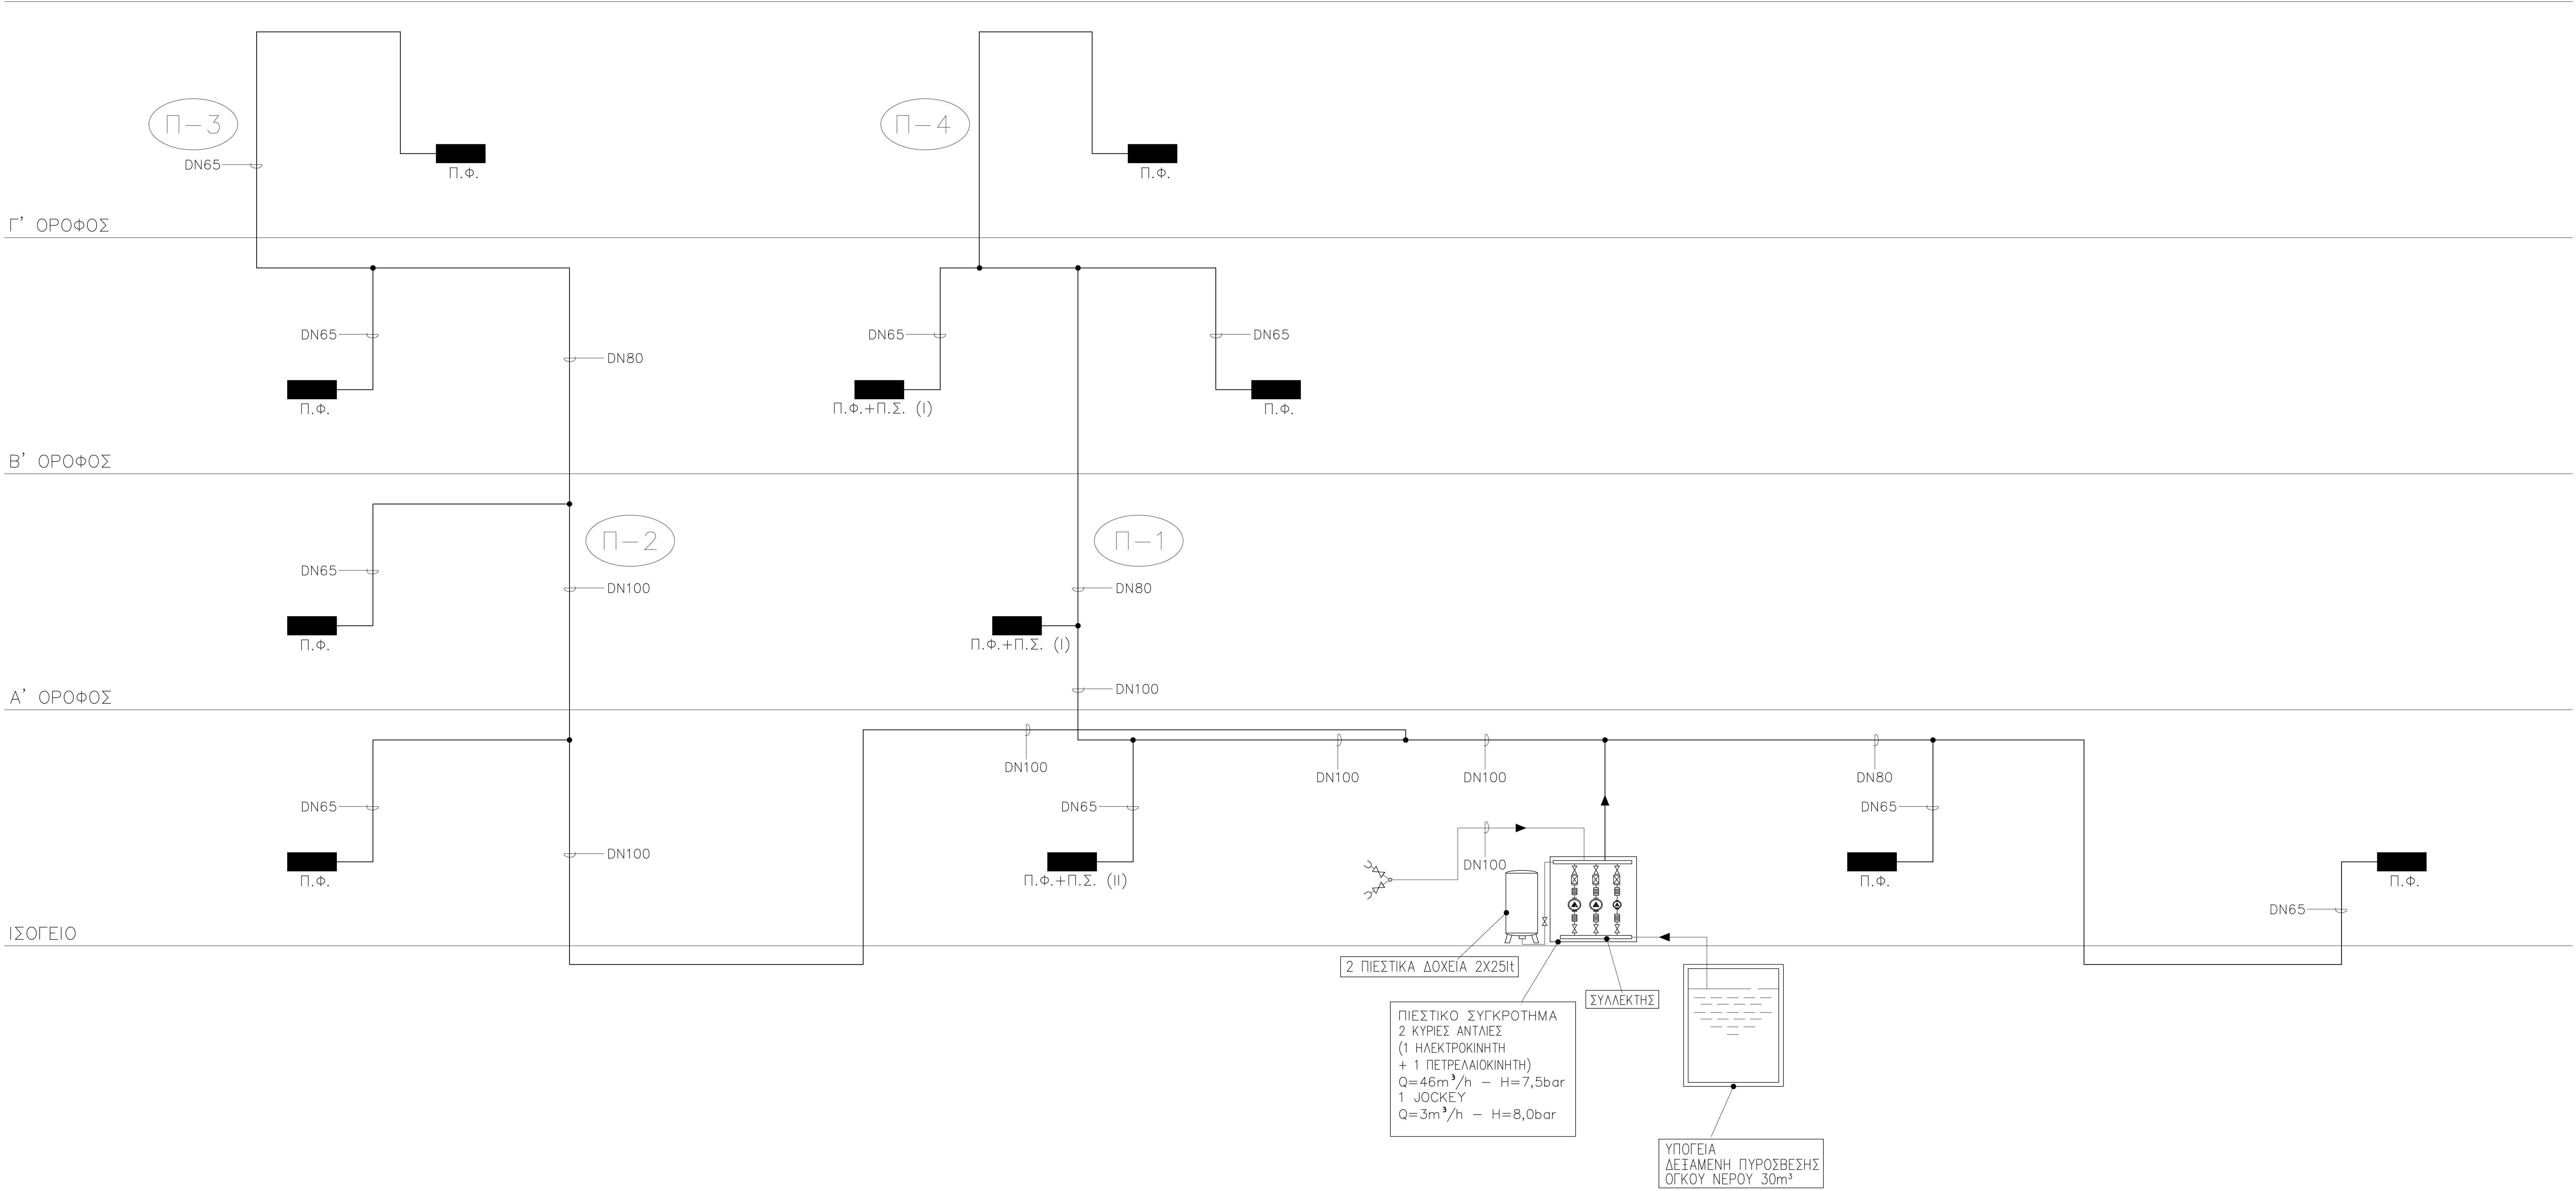 Π-3
Π-4
DN65
Π.Φ.
Π.Φ.
Γ' ΟΡΟΦΟΣ
DN65
DN80
DN65
DN65
Π.Φ.
Π.Φ.+Π.Σ. (I)
Π.Φ.
Β' ΟΡΟΦΟΣ
Π-2
Π-1
DN65
DN100
DN80
Π.Φ.
Π.Φ.+Π.Σ. (I)
DN100
Α' ΟΡΟΦΟΣ
DN100
DN100
DN100
DN80
DN65
DN65
DN65
DN100
DN100
Π.Φ.
Π.Φ.+Π.Σ. (II)
Π.Φ.
Π.Φ.
DN65
ΙΣΟΓΕΙΟ
2 ΠΙΕΣΤΙΚΑ ΔΟΧΕΙΑ 2Χ25lt
ΣΥΛΛΕΚΤΗΣ
ΠΙΕΣΤΙΚΟ ΣΥΓΚΡΟΤΗΜΑ
2 ΚΥΡΙΕΣ ΑΝΤΛΙΕΣ
(1 ΗΛΕΚΤΡΟΚΙΝΗΤΗ
+ 1 ΠΕΤΡΕΛΑΙΟΚΙΝΗΤΗ)
Q=46m³/h - H=7,5bar
1 JOCKEY
Q=3m³/h - H=8,0bar
ΥΠΟΓΕΙΑ
ΔΕΞΑΜΕΝΗ ΠΥΡΟΣΒΕΣΗΣ
ΟΓΚΟΥ ΝΕΡΟΥ 30m³